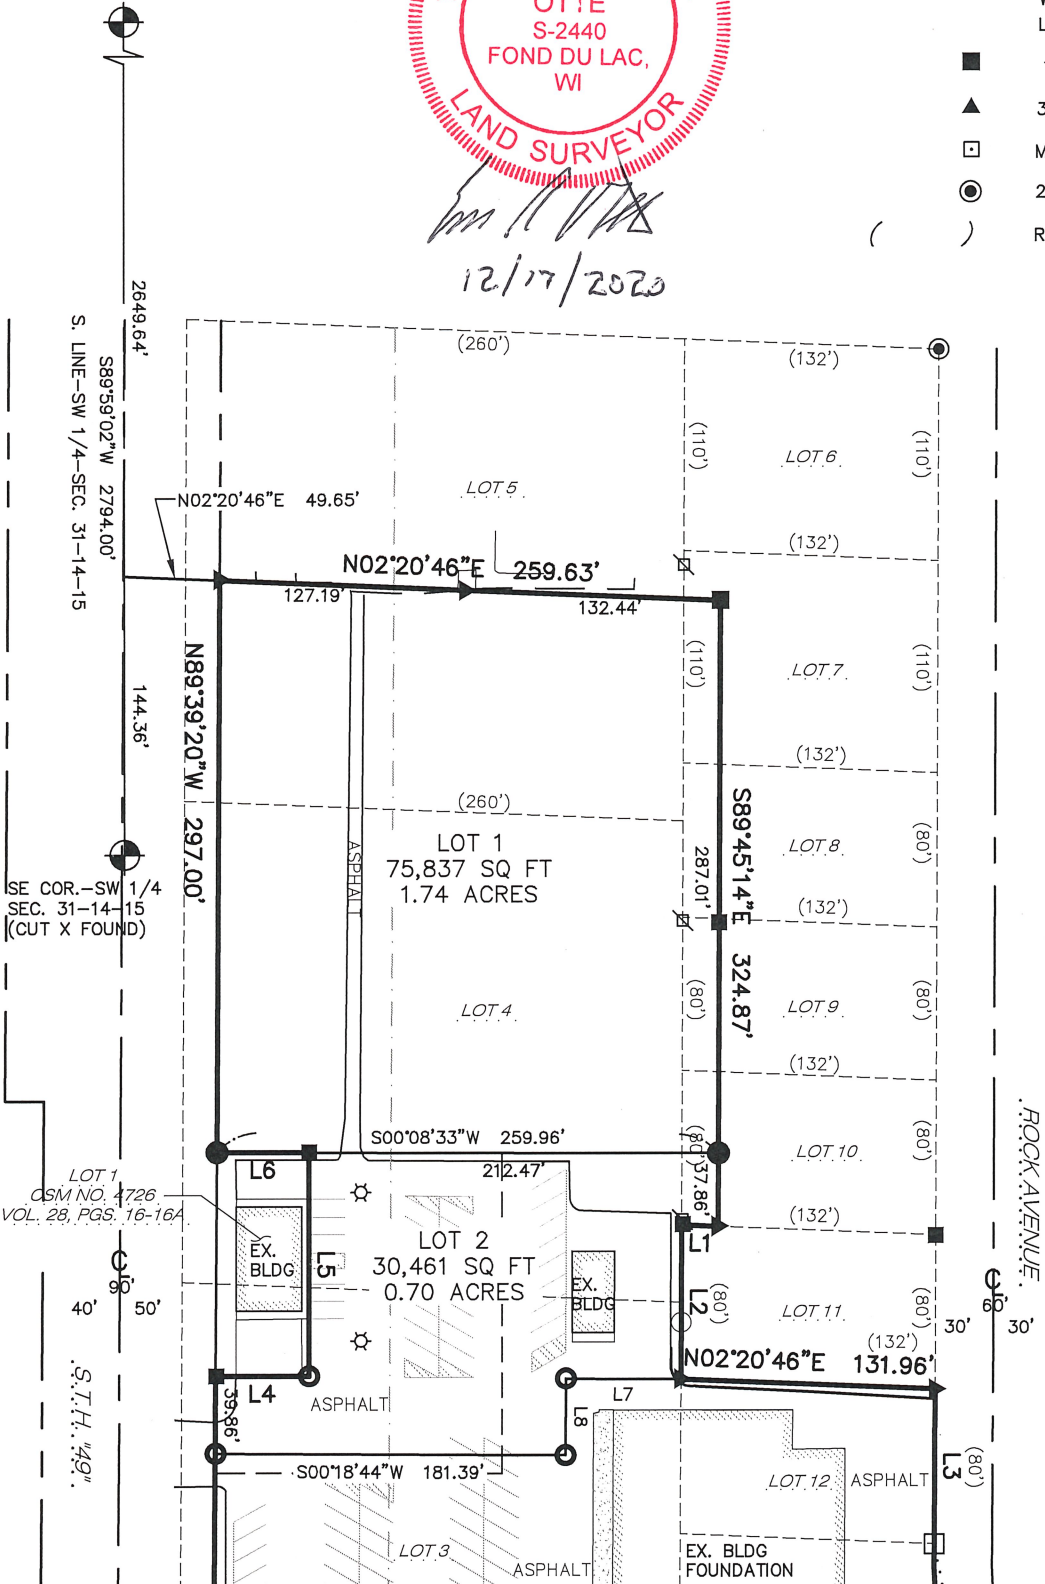 OTTE
S-2440
FOND DU LAC,
WI
LAND SURVEYOR
12/17/2020
( ) R
2649.64'
S89°59'02"W 2794.00'
S. LINE-SW 1/4-SEC. 31-14-15
(260')
(132')
(110')
LOT 6
(110')
LOT 5
N02°20'46"E 49.65'
(132')
N02°20'46"E 259.63'
127.19'
132.44'
N89°39'20"W 297.00'
144.36'
(110')
LOT 7
(110')
(132')
(260')
S89°45'14"E 324.87'
287.01'
ASPHALT
LOT 1
75,837 SQ FT
1.74 ACRES
LOT 8
(80')
SE COR.-SW 1/4
SEC. 31-14-15
(CUT X FOUND)
(132')
(80')
LOT 4
LOT 9
(80')
(132')
ROCK AVENUE
S00°08'33"W 259.96'
212.47'
(80')
37.86'
LOT 10
(80')
L6
LOT 1
CSM NO. 4726
VOL. 28, PGS. 16-16A
(132')
L1
EX.
BLDG
L5
LOT 2
30,461 SQ FT
0.70 ACRES
EX.
BLDG
L2
(80')
LOT 11
(80')
90'
40' 50'
60'
30' 30'
(132')
N02°20'46"E 131.96'
S.T.H. "49"
L4
39.86'
ASPHALT
L7
L8
L3
(80')
S00°18'44"W 181.39'
LOT 12
ASPHALT
LOT 3
ASPHALT
EX. BLDG
FOUNDATION